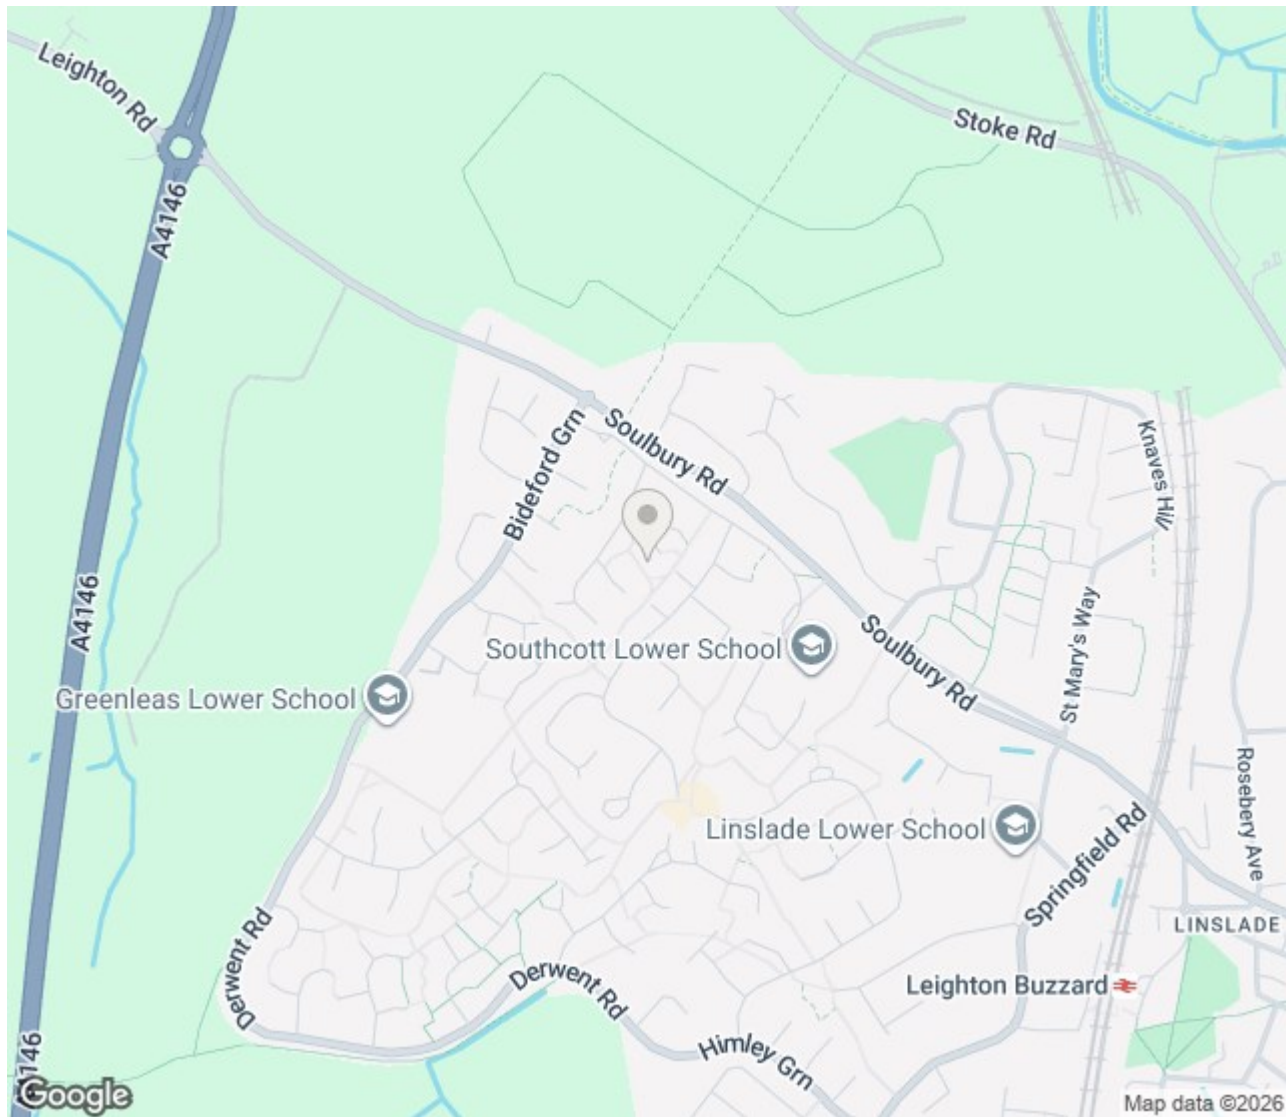 Leighton Rd
A4146
Stoke Rd
Soulbury Rd
Bideford Grn
Knaves Hill
A4146
Southcott Lower School
Soulbury Rd
St Mary's Way
Greenleas Lower School
Rosebery Ave
Linslade Lower School
Springfield Rd
LINSLADE
Derwent Rd
Derwent Rd
Leighton Buzzard
Himley Grn
A4146
Google
Map data ©2026